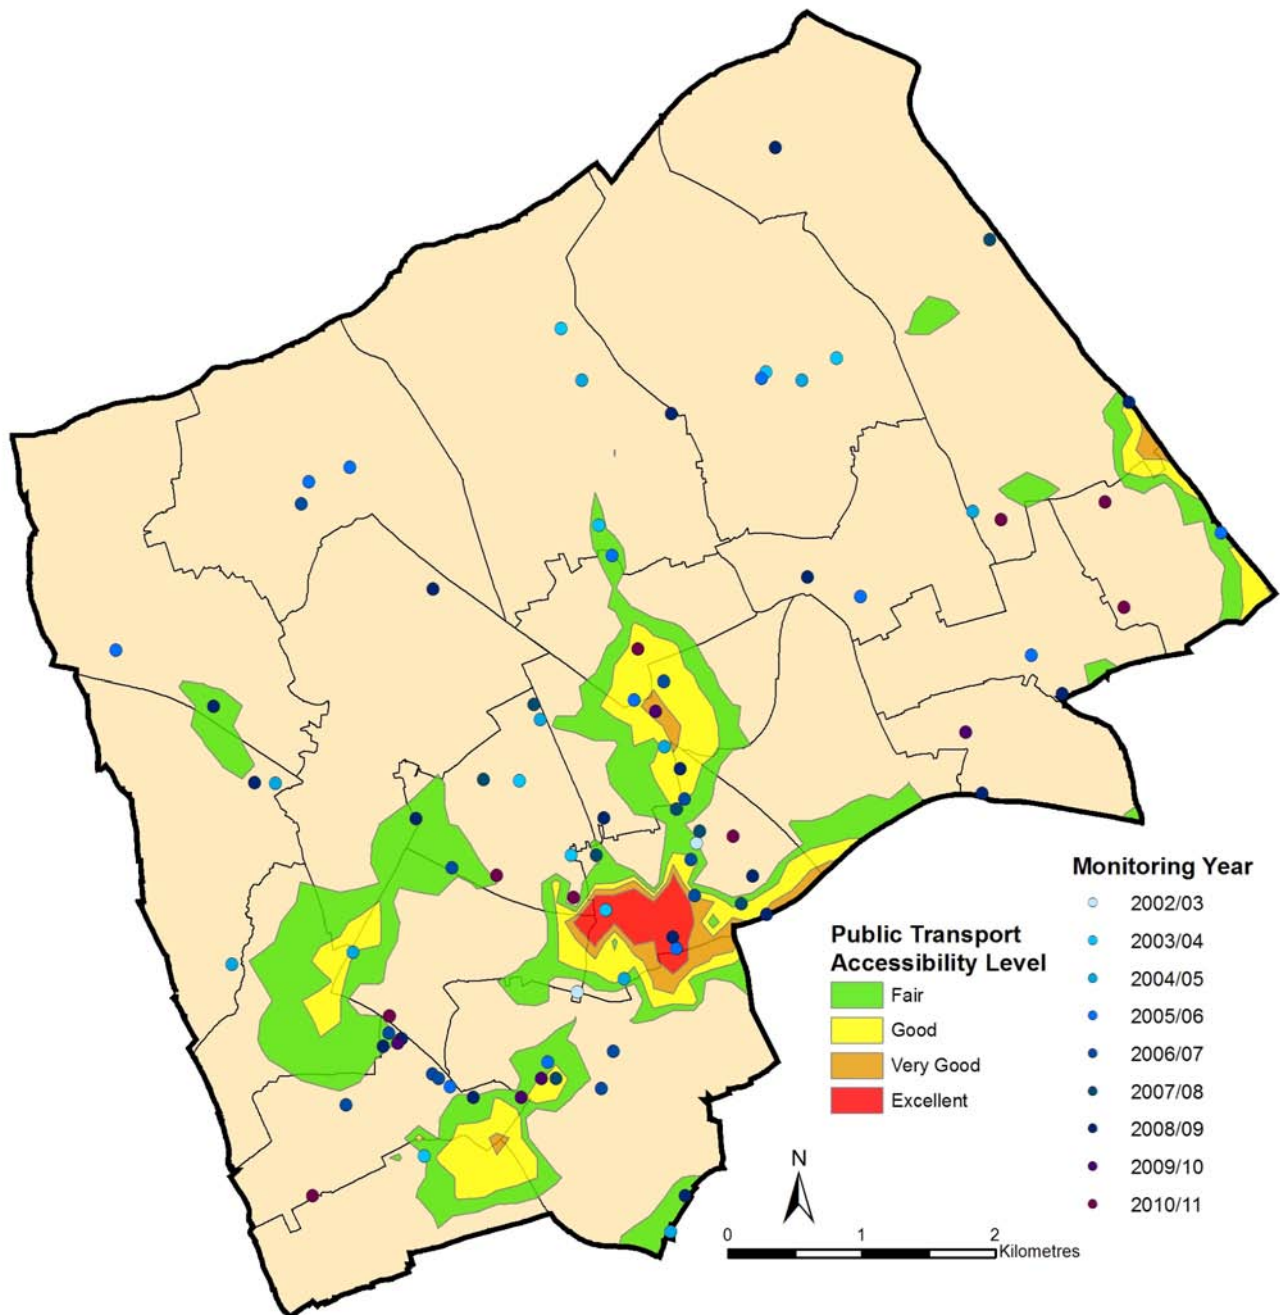 Monitoring Year
2002/03
2003/04
2004/05
2005/06
2006/07
2007/08
2008/09
2009/10
2010/11
Public Transport
Accessibility Level
Fair
Good
Very Good
Excellent
N
0 1 2
Kilometres